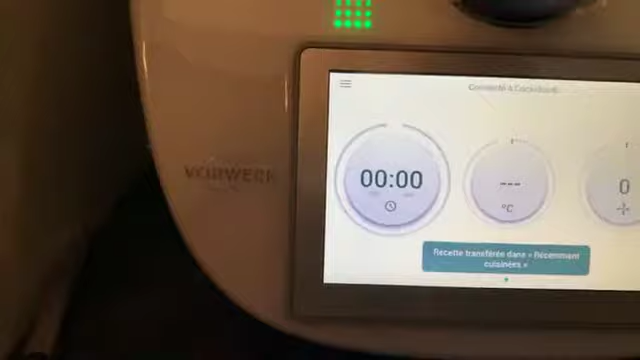 Connecté à Cookidoo®
VORWERK
00:00
---
°C
0
Recette transférée dans « Récemment
cuisinées »